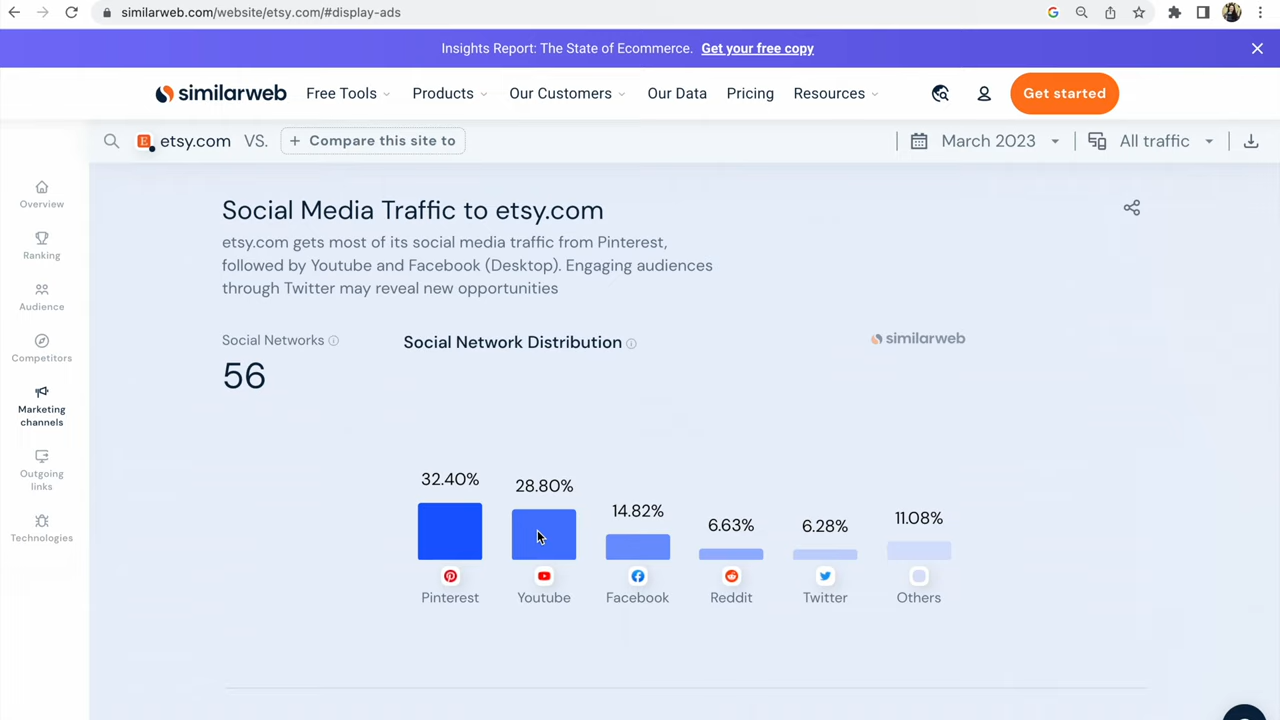 similarweb.com/website/etsy.com/#display-ads
Insights Report: The State of Ecommerce. Get your free copy
similarweb Free Tools Products Our Customers Our Data Pricing Resources Get started
etsy.com VS. + Compare this site to March 2023 All traffic
Overview
Ranking
Audience
Competitors
Marketing
channels
Outgoing
links
Technologies
Social Media Traffic to etsy.com
etsy.com gets most of its social media traffic from Pinterest,
followed by Youtube and Facebook (Desktop). Engaging audiences
through Twitter may reveal new opportunities
Social Networks
56
Social Network Distribution
similarweb
32.40% 28.80% 14.82% 6.63% 6.28% 11.08%
Pinterest Youtube Facebook Reddit Twitter Others